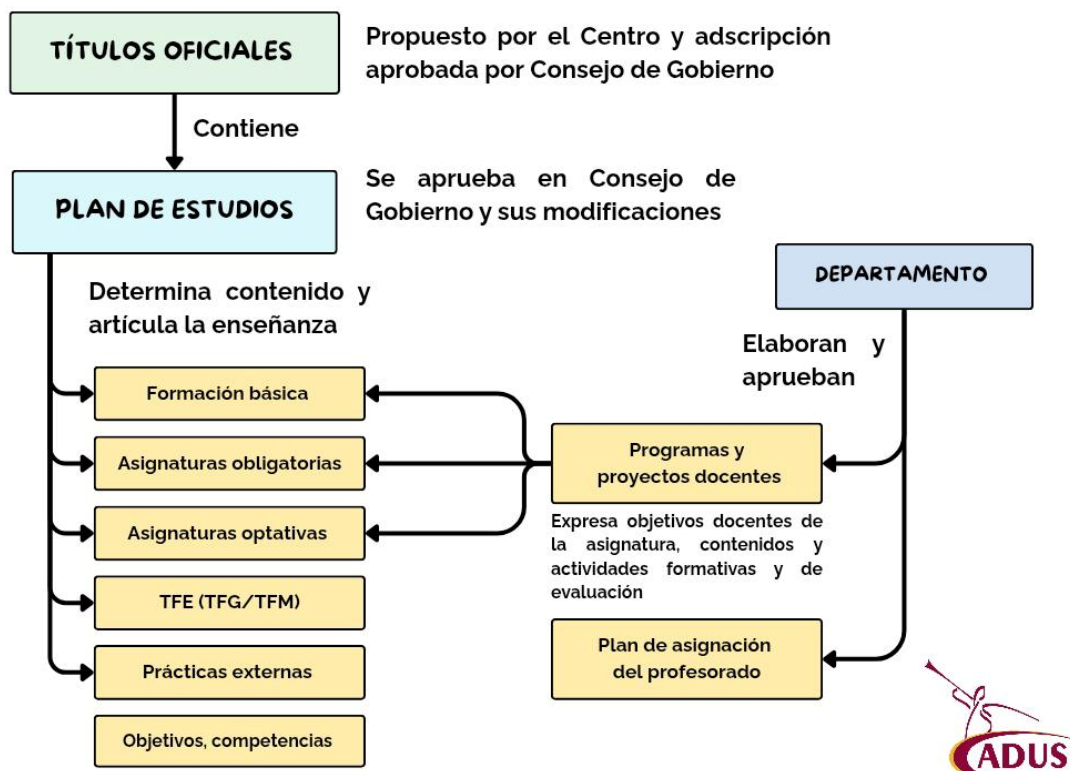 TÍTULOS OFICIALES
Propuesto por el Centro y adscripción
aprobada por Consejo de Gobierno
Contiene
PLAN DE ESTUDIOS
Se aprueba en Consejo de
Gobierno y sus modificaciones
Determina contenido y
artícula la enseñanza
Formación básica
Asignaturas obligatorias
Asignaturas optativas
TFE (TFG/TFM)
Prácticas externas
Objetivos, competencias
DEPARTAMENTO
Elaboran y
aprueban
Programas y
proyectos docentes
Expresa objetivos docentes de
la asignatura, contenidos y
actividades formativas y de
evaluación
Plan de asignación
del profesorado
CADUS